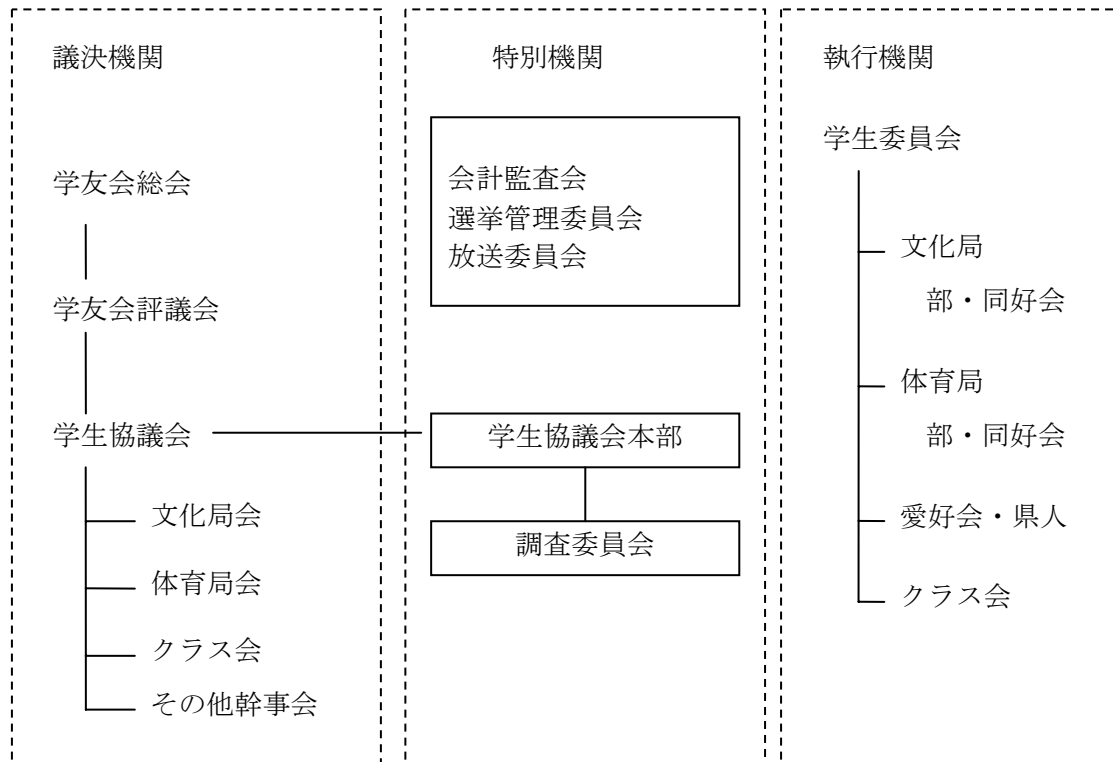 議決機関
学友会総会
学友会評議会
学生協議会
文化局会
体育局会
クラス会
その他幹事会
特別機関
会計監査会
選挙管理委員会
放送委員会
学生協議会本部
調査委員会
執行機関
学生委員会
文化局
部・同好会
体育局
部・同好会
愛好会・県人
クラス会